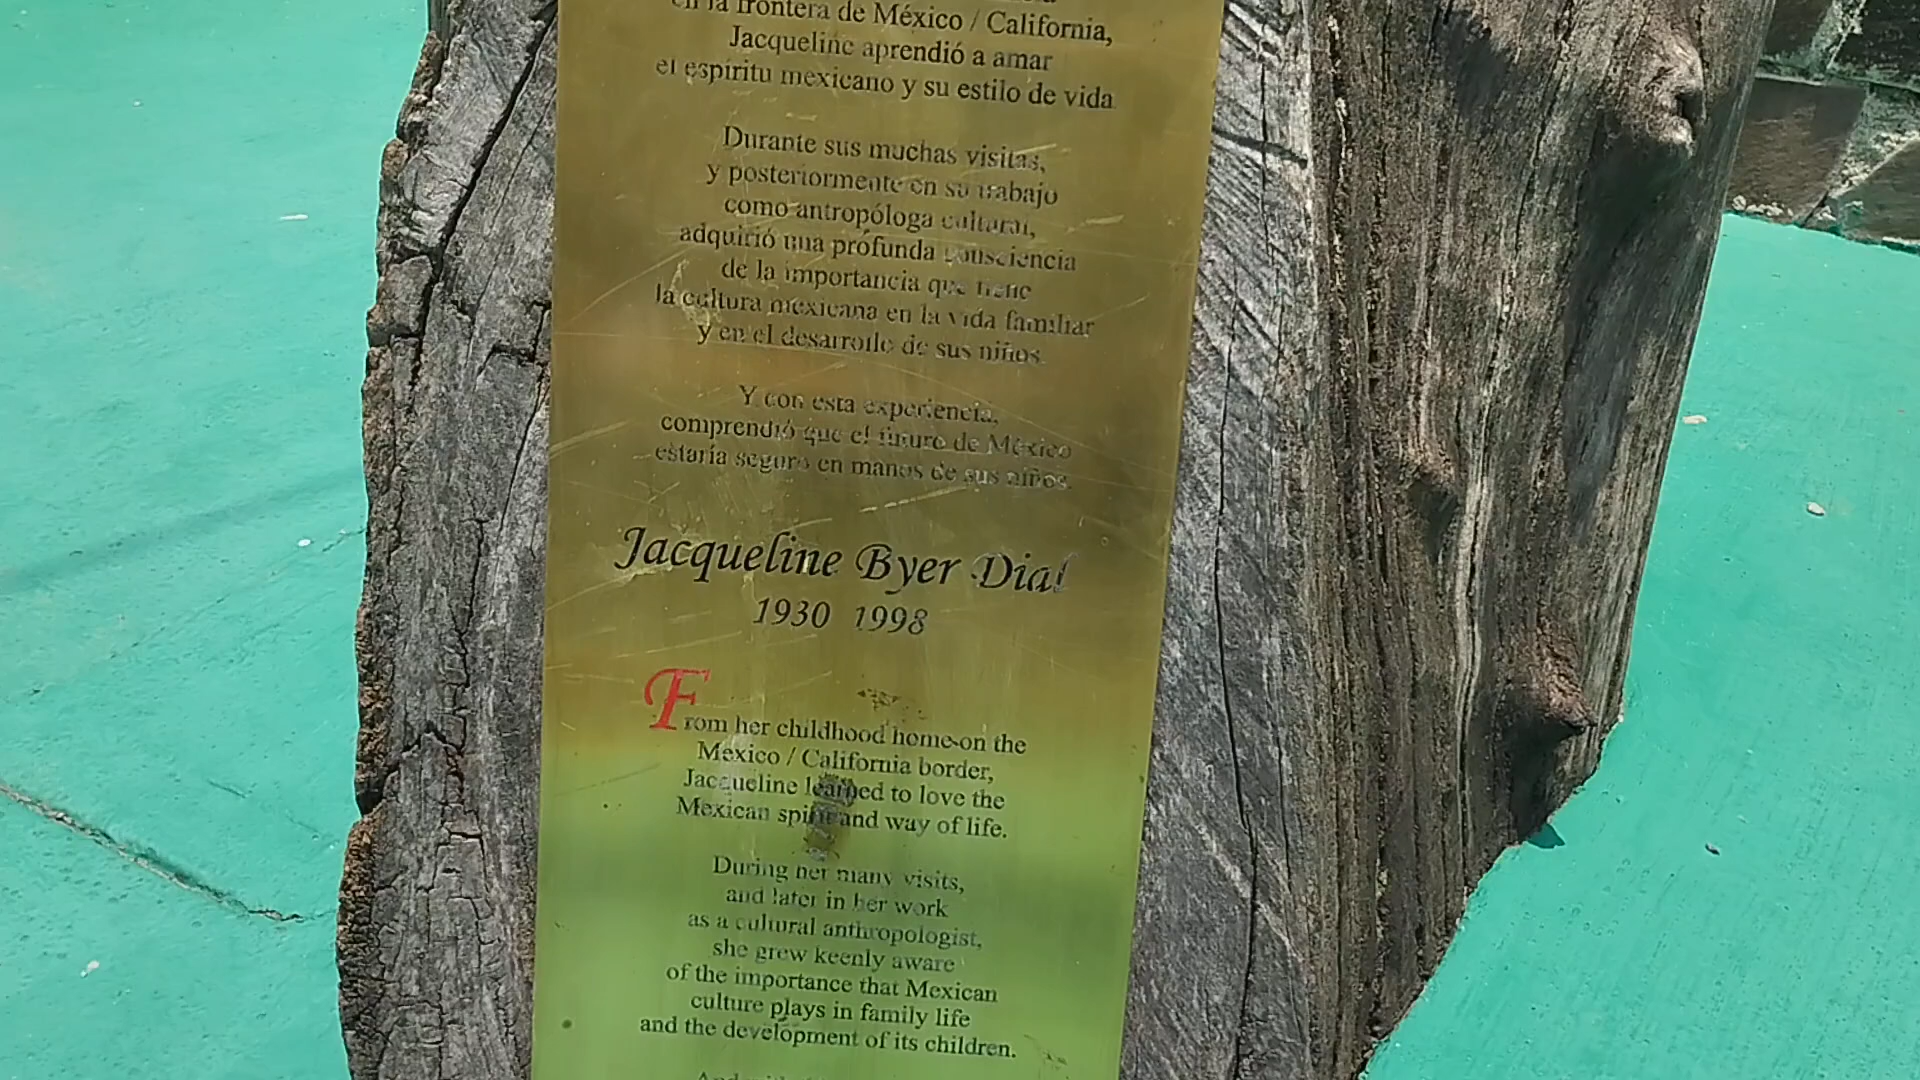 en la frontera de México / California,
Jacqueline aprendió a amar
el espíritu mexicano y su estilo de vida
Durante sus muchas visitas,
y posteriormente en su trabajo
como antropóloga cultural,
adquirió una profunda consciencia
de la importancia que tiene
la cultura mexicana en la vida familiar
y en el desarrollo de sus niños.
Y con esta experiencia,
comprendió que el futuro de México
estaría seguro en manos de sus niños.
Jacqueline Byer Dial
1930 1998
From her childhood home on the
Mexico / California border,
Jacqueline learned to love the
Mexican spirit and way of life.
During her many visits,
and later in her work
as a cultural anthropologist,
she grew keenly aware
of the importance that Mexican
culture plays in family life
and the development of its children.